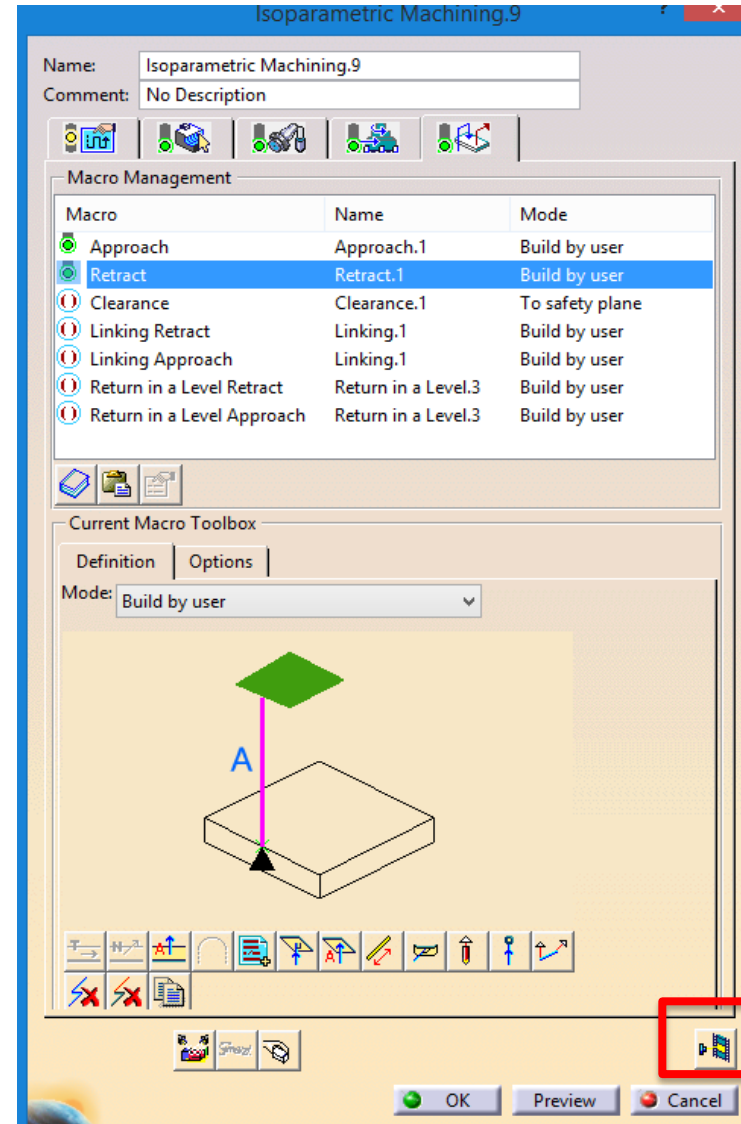 Isoparametric Machining.9
Name: Isoparametric Machining.9
Comment: No Description
Macro Management
Macro Name Mode
Approach Approach.1 Build by user
Retract Retract.1 Build by user
Clearance Clearance.1 To safety plane
Linking Retract Linking.1 Build by user
Linking Approach Linking.1 Build by user
Return in a Level Retract Return in a Level.3 Build by user
Return in a Level Approach Return in a Level.3 Build by user
Current Macro Toolbox
Definition Options
Mode: Build by user
A
OK Preview Cancel